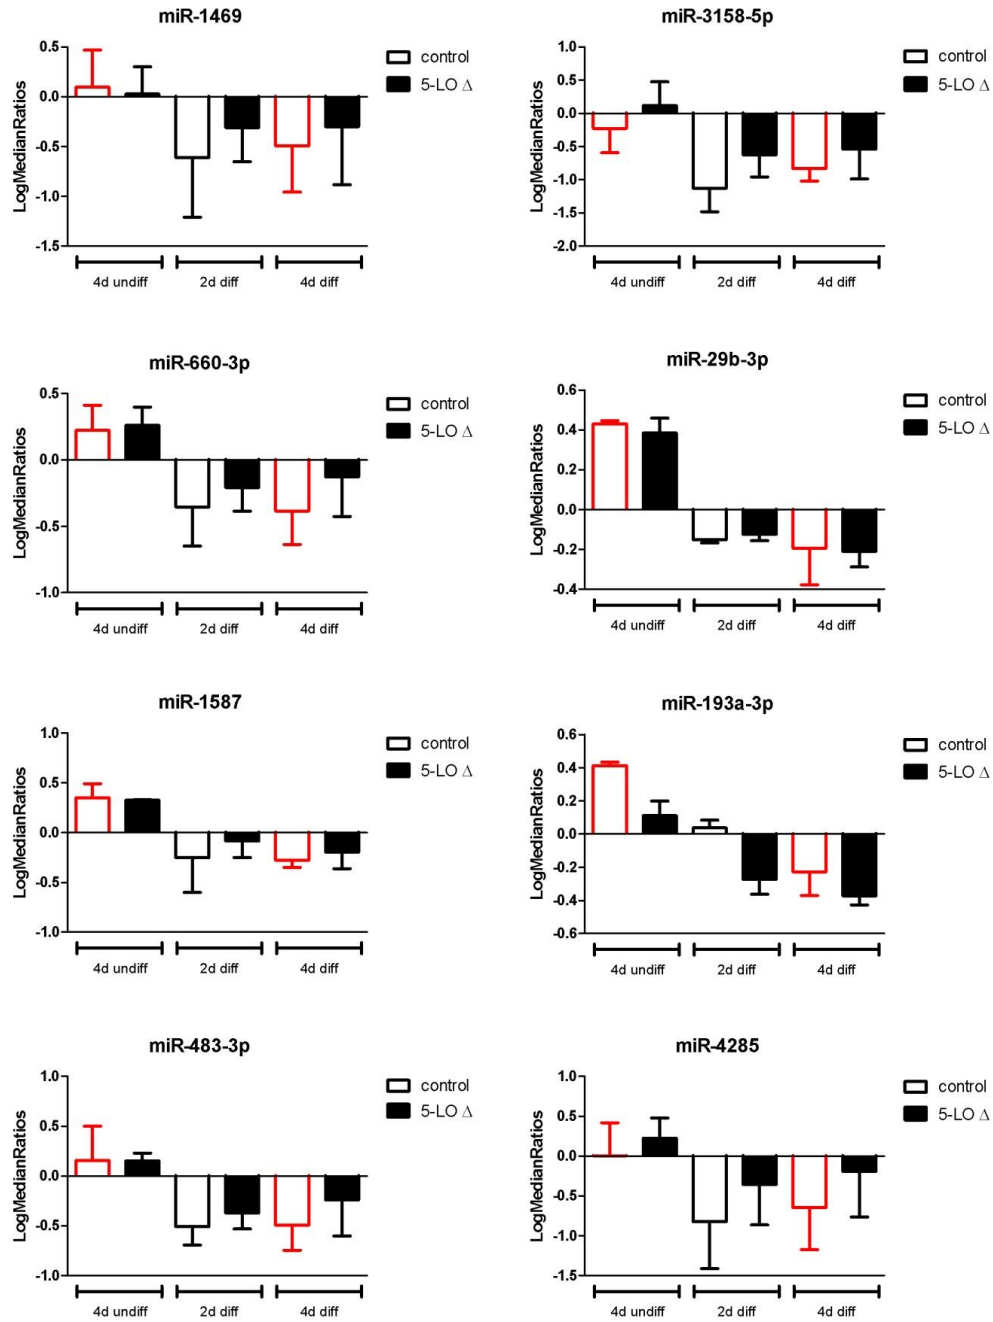 miR-1469
LogMedianRatios
0.5
0.0
-0.5
-1.0
-1.5
4d undiff
2d diff
4d diff
control
5-LO Δ
miR-3158-5p
LogMedianRatios
1.0
0.5
0.0
-0.5
-1.0
-1.5
-2.0
4d undiff
2d diff
4d diff
control
5-LO Δ
miR-660-3p
LogMedianRatios
0.5
0.0
-0.5
-1.0
4d undiff
2d diff
4d diff
control
5-LO Δ
miR-29b-3p
LogMedianRatios
0.6
0.4
0.2
0.0
-0.2
-0.4
4d undiff
2d diff
4d diff
control
5-LO Δ
miR-1587
LogMedianRatios
1.0
0.5
0.0
-0.5
-1.0
4d undiff
2d diff
4d diff
control
5-LO Δ
miR-193a-3p
LogMedianRatios
0.6
0.4
0.2
0.0
-0.2
-0.4
-0.6
4d undiff
2d diff
4d diff
control
5-LO Δ
miR-483-3p
LogMedianRatios
1.0
0.5
0.0
-0.5
-1.0
4d undiff
2d diff
4d diff
control
5-LO Δ
miR-4285
LogMedianRatios
1.0
0.5
0.0
-0.5
-1.0
-1.5
4d undiff
2d diff
4d diff
control
5-LO Δ